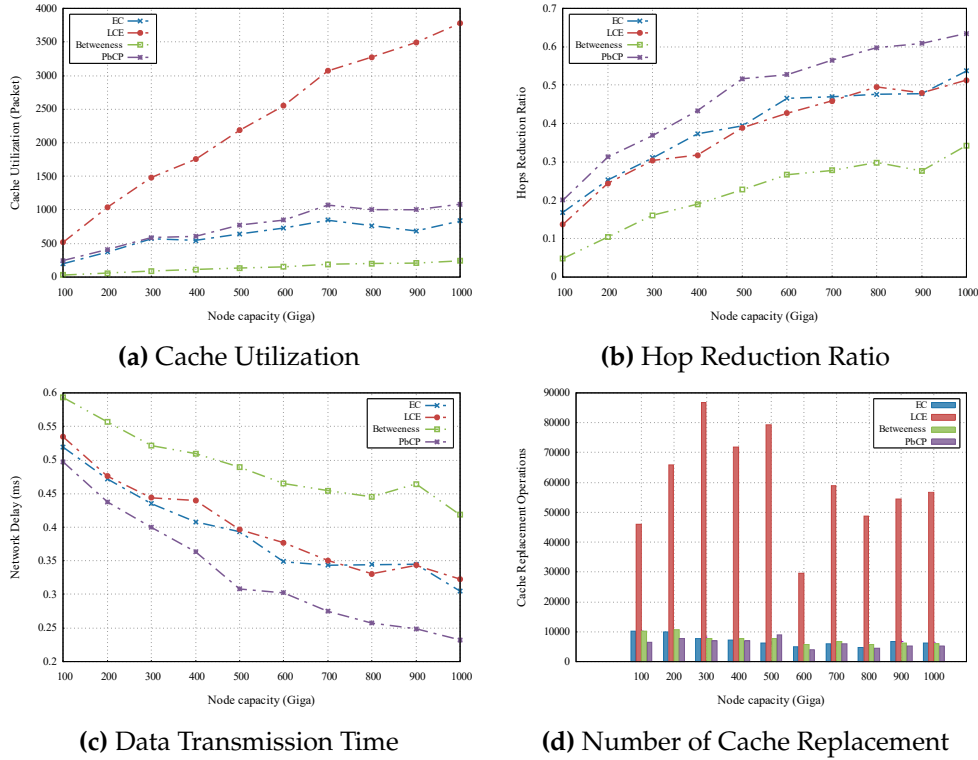 4000
3500
3000
2500
2000
1500
1000
500
0
Cache Utilization (Packet)
EC
LCE
Betweeness
PbCP
100 200 300 400 500 600 700 800 900 1000
Node capacity (Giga)
(a) Cache Utilization
0.7
0.6
0.5
0.4
0.3
0.2
0.1
0
Hops Reduction Ratio
EC
LCE
Betweeness
PbCP
100 200 300 400 500 600 700 800 900 1000
Node capacity (Giga)
(b) Hop Reduction Ratio
0.6
0.55
0.5
0.45
0.4
0.35
0.3
0.25
0.2
Network Delay (ms)
EC
LCE
Betweeness
PbCP
100 200 300 400 500 600 700 800 900 1000
Node capacity (Giga)
(c) Data Transmission Time
90000
80000
70000
60000
50000
40000
30000
20000
10000
0
Cache Replacement Operations
EC
LCE
Betweeness
PbCP
100 200 300 400 500 600 700 800 900 1000
Node capacity (Giga)
(d) Number of Cache Replacement